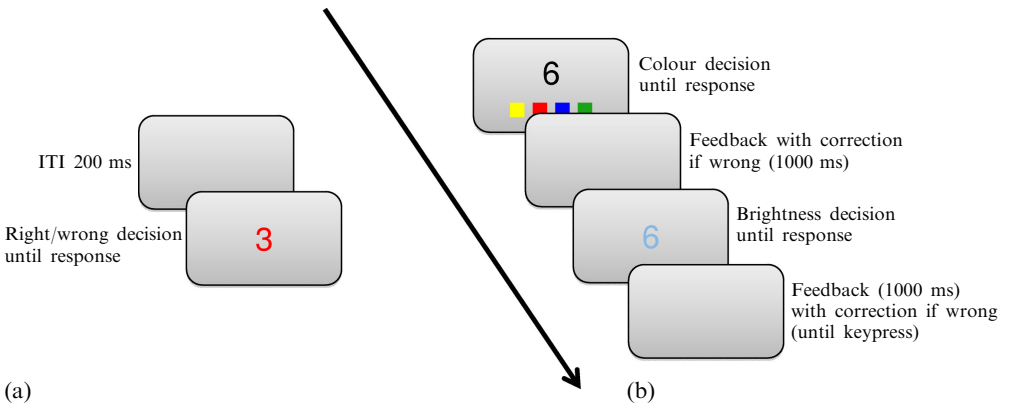 ITI 200 ms
3
Right/wrong decision
until response
(a)
6
Colour decision
until response
Feedback with correction
if wrong (1000 ms)
6
Brightness decision
until response
Feedback (1000 ms)
with correction if wrong
(until keypress)
(b)